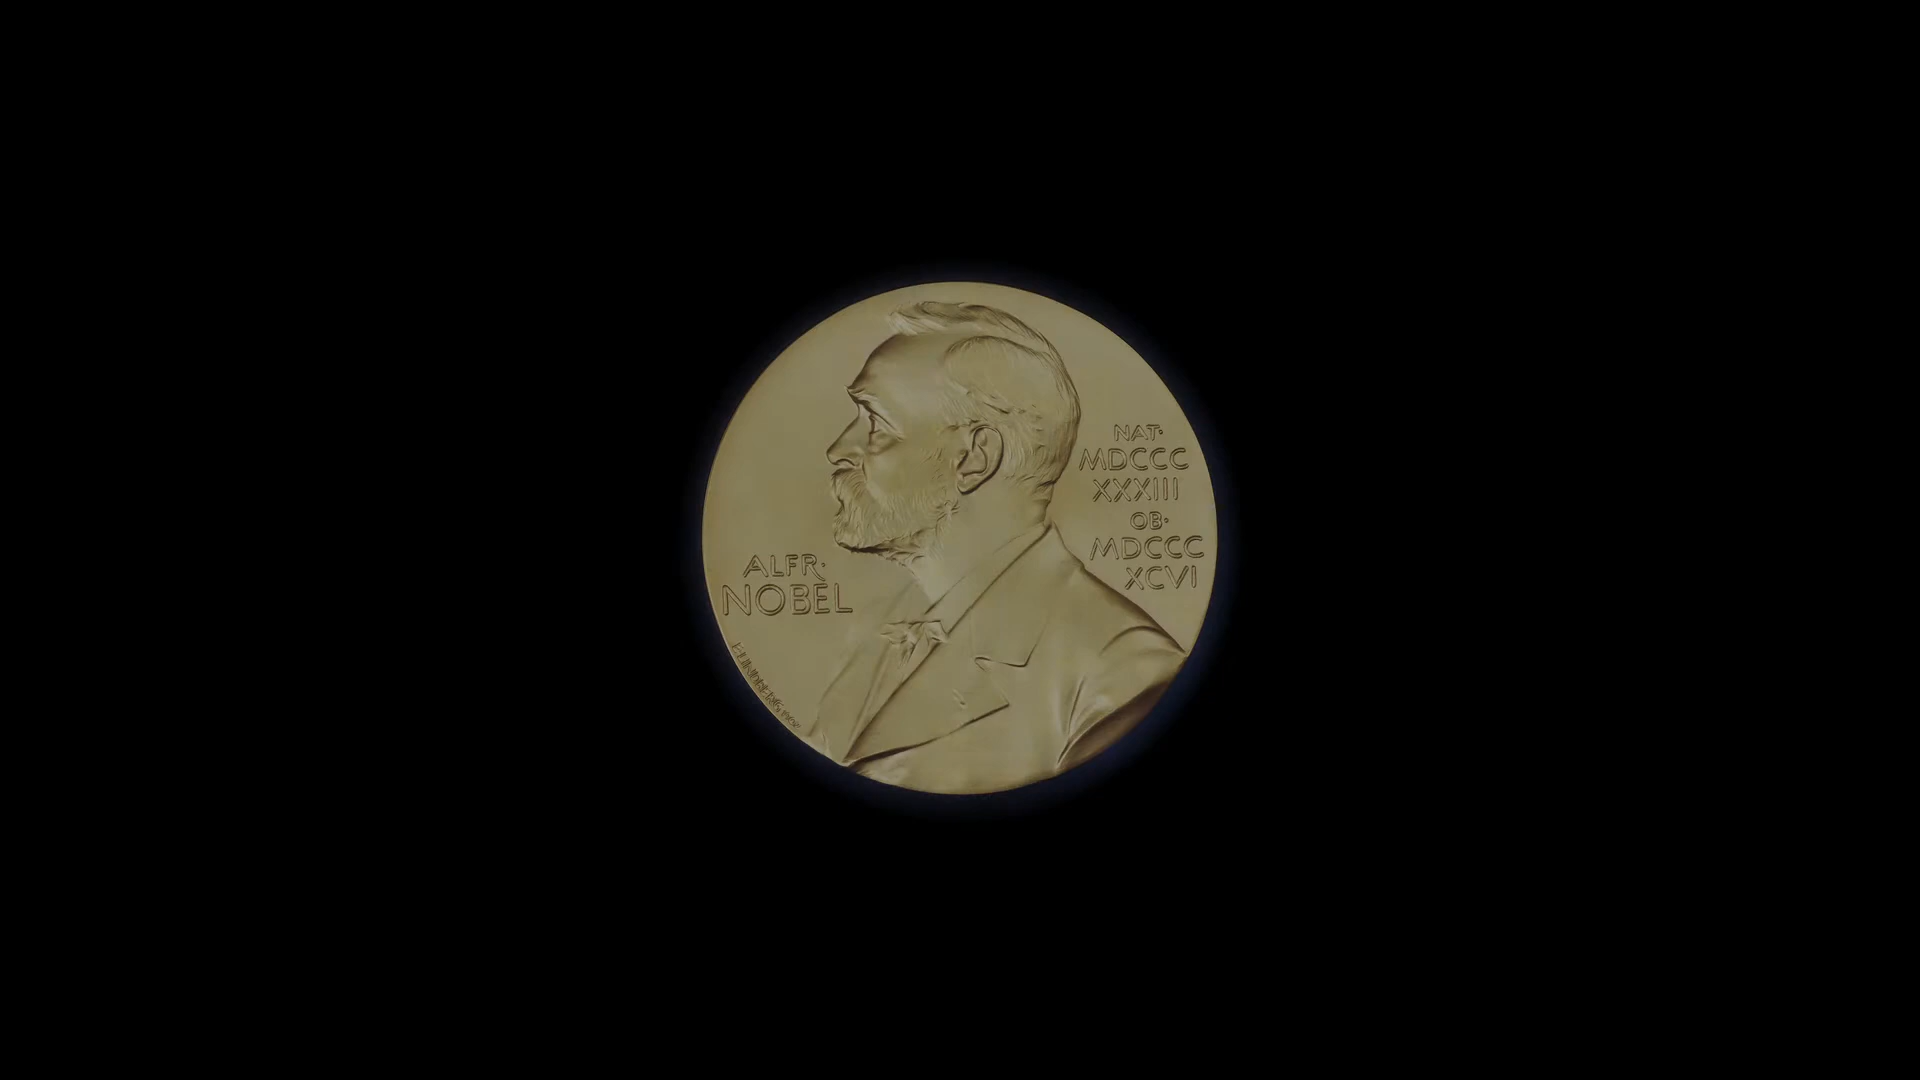 ALFR·
NOBEL
NAT·
MDCCC
XXXIII
OB·
MDCCC
XCVI